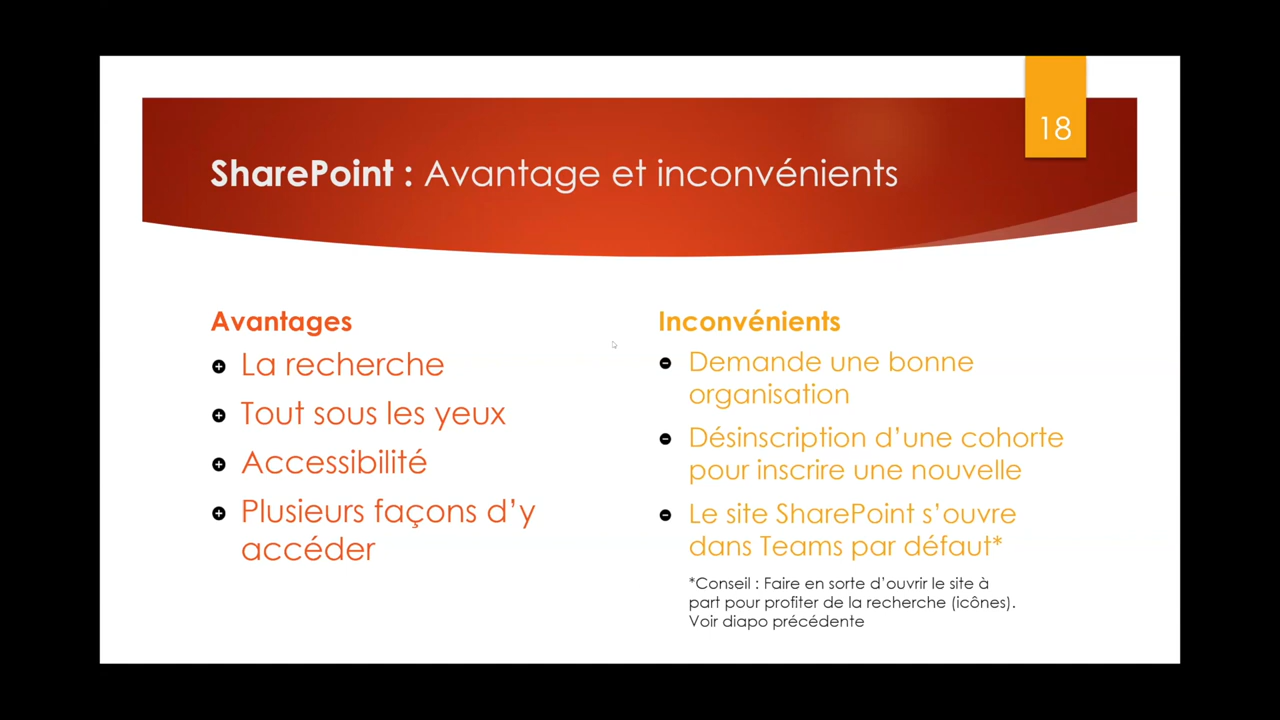 18
SharePoint : Avantage et inconvénients
Avantages
La recherche
Tout sous les yeux
Accessibilité
Plusieurs façons d’y
accéder
Inconvénients
Demande une bonne
organisation
Désinscription d’une cohorte
pour inscrire une nouvelle
Le site SharePoint s’ouvre
dans Teams par défaut*
*Conseil : Faire en sorte d’ouvrir le site à
part pour profiter de la recherche (icônes).
Voir diapo précédente